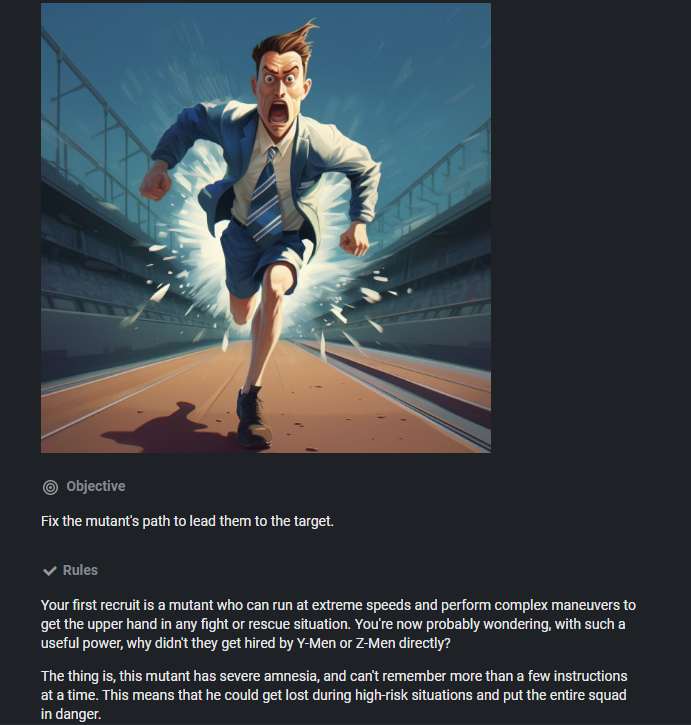 Objective
Fix the mutant's path to lead them to the target.
Rules
Your first recruit is a mutant who can run at extreme speeds and perform complex maneuvers to
get the upper hand in any fight or rescue situation. You're now probably wondering, with such a
useful power, why didn't they get hired by Y-Men or Z-Men directly?
The thing is, this mutant has severe amnesia, and can't remember more than a few instructions
at a time. This means that he could get lost during high-risk situations and put the entire squad
in danger.